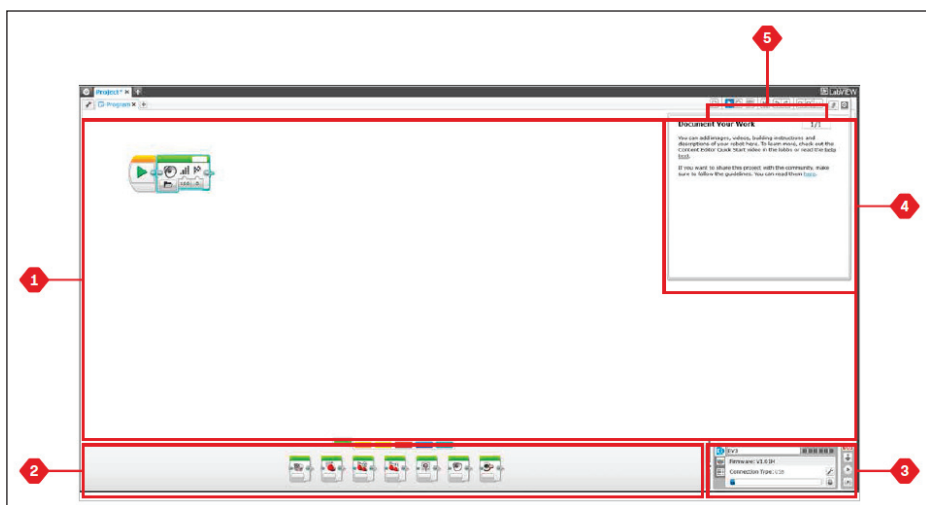 5
Project* × +
LabVIEW
Program × +
Document Your Work 1/1
You can add images, videos, building instructions and
descriptions of your robot here. To learn more, check out the
Content Editor Quick Start video in the lobby or read the help
text.
If you want to share this project with the community, make
sure to follow the guidelines. You can read them here.
4
100
1
2
EV3
Firmware:
Connection Type: USB
3